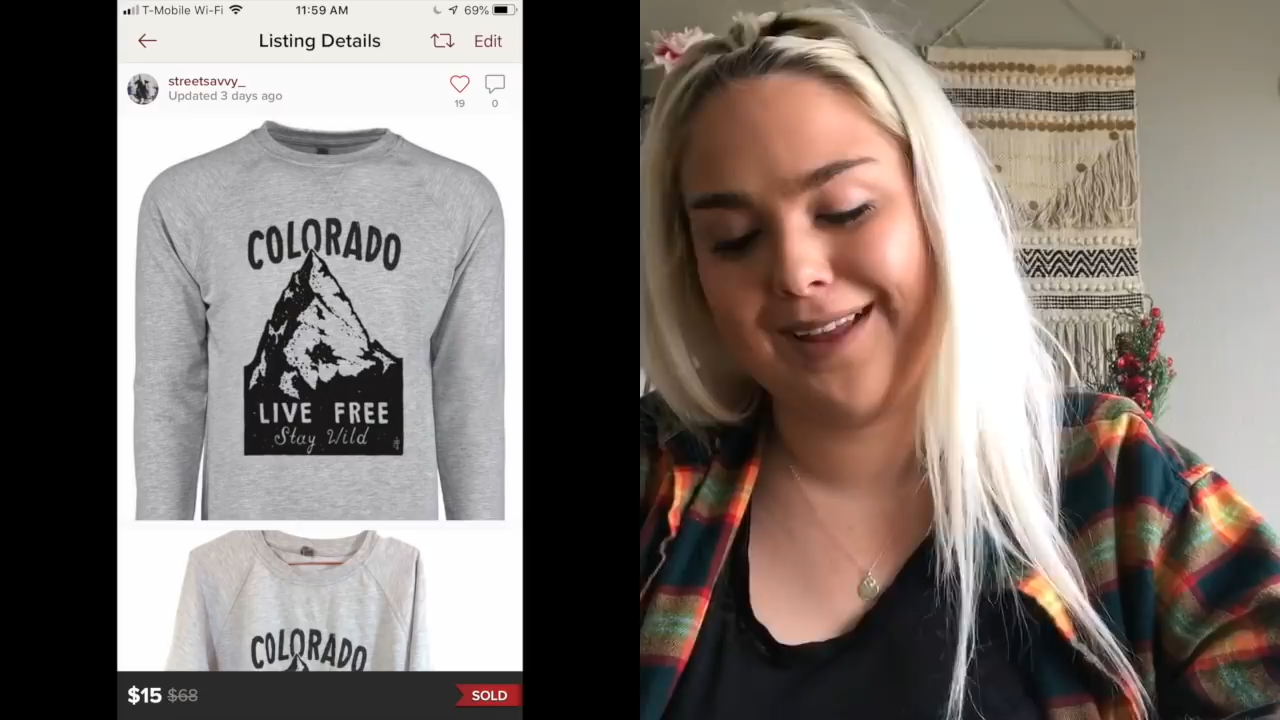 T-Mobile Wi-Fi 11:59 AM 69%
Listing Details Edit
streetsavvy_
Updated 3 days ago
19 0
COLORADO
LIVE FREE
Stay Wild
COLORADO
$15 $68 SOLD